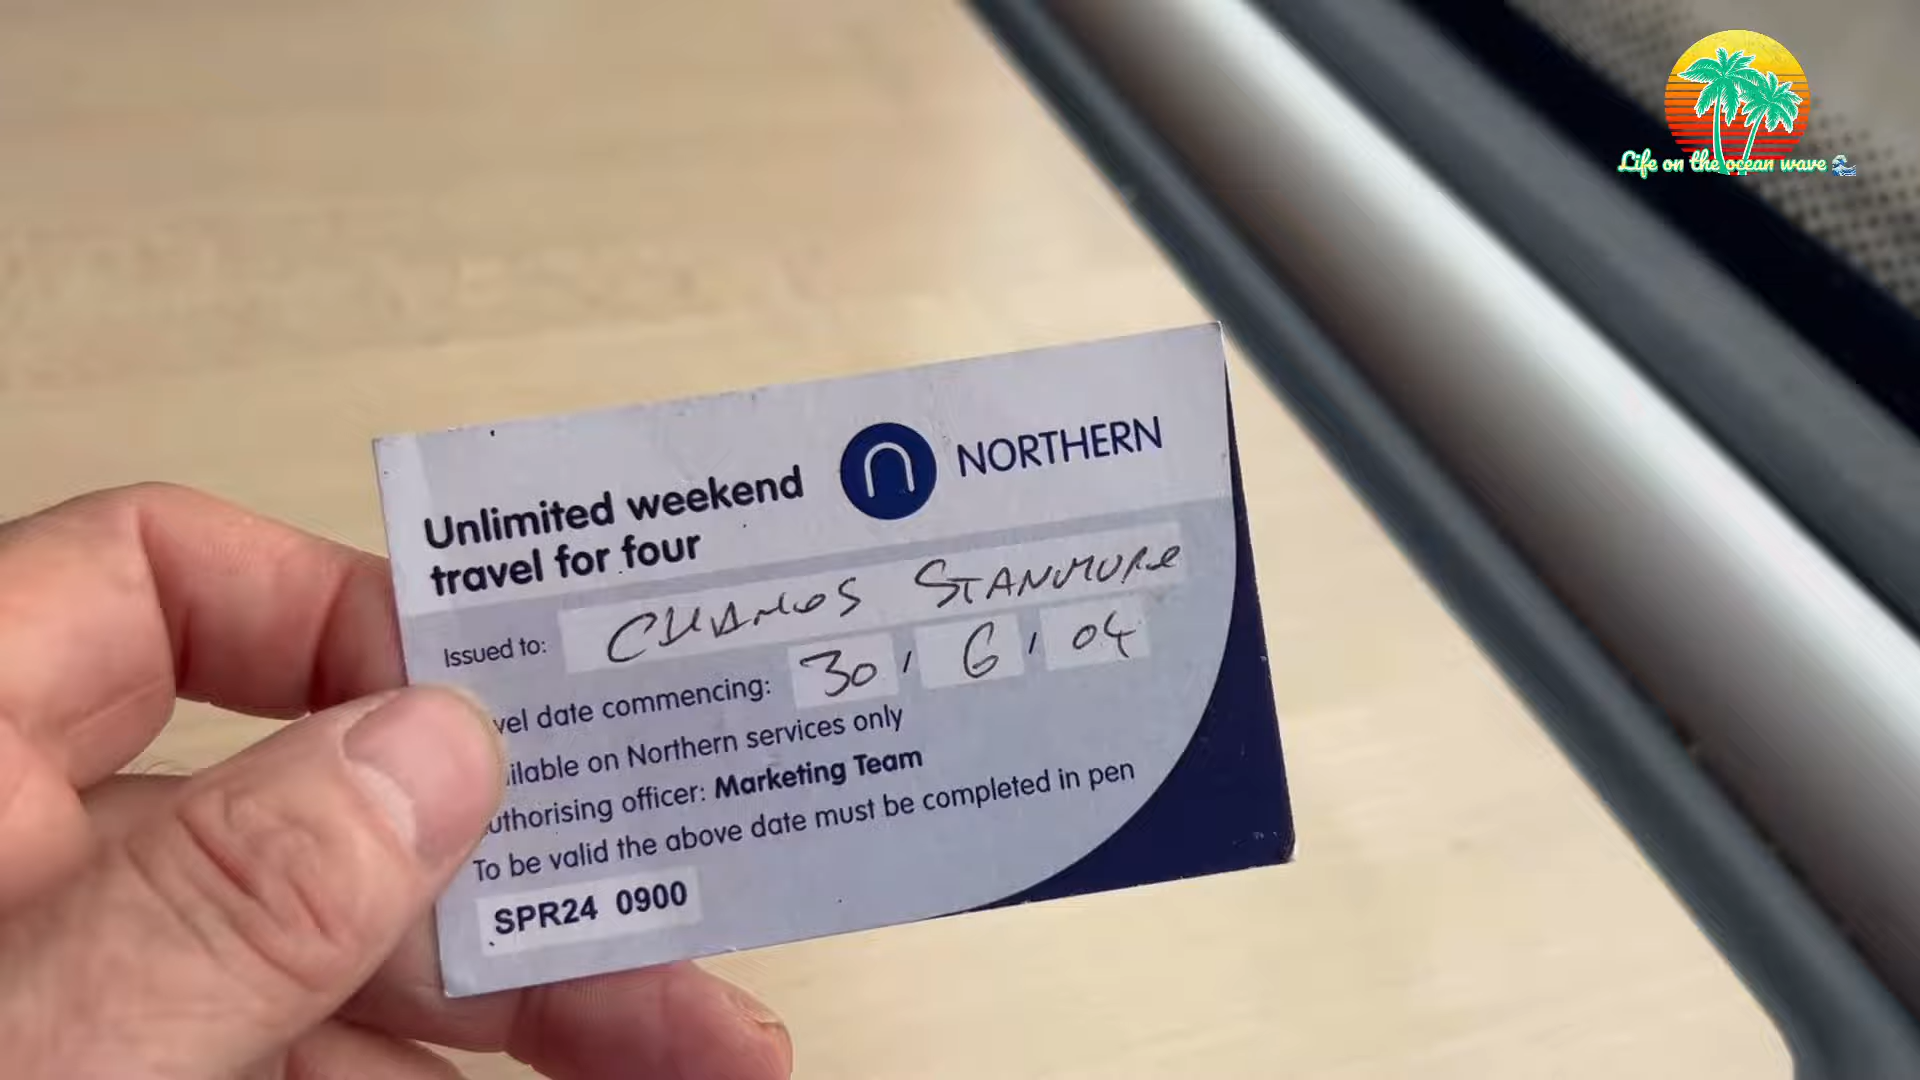 Life on the ocean wave
Unlimited weekend
travel for four
NORTHERN
Issued to: STANMORE
vel date commencing: 30 / 6 / 04
ilable on Northern services only
uthorising officer: Marketing Team
To be valid the above date must be completed in pen
SPR24 0900